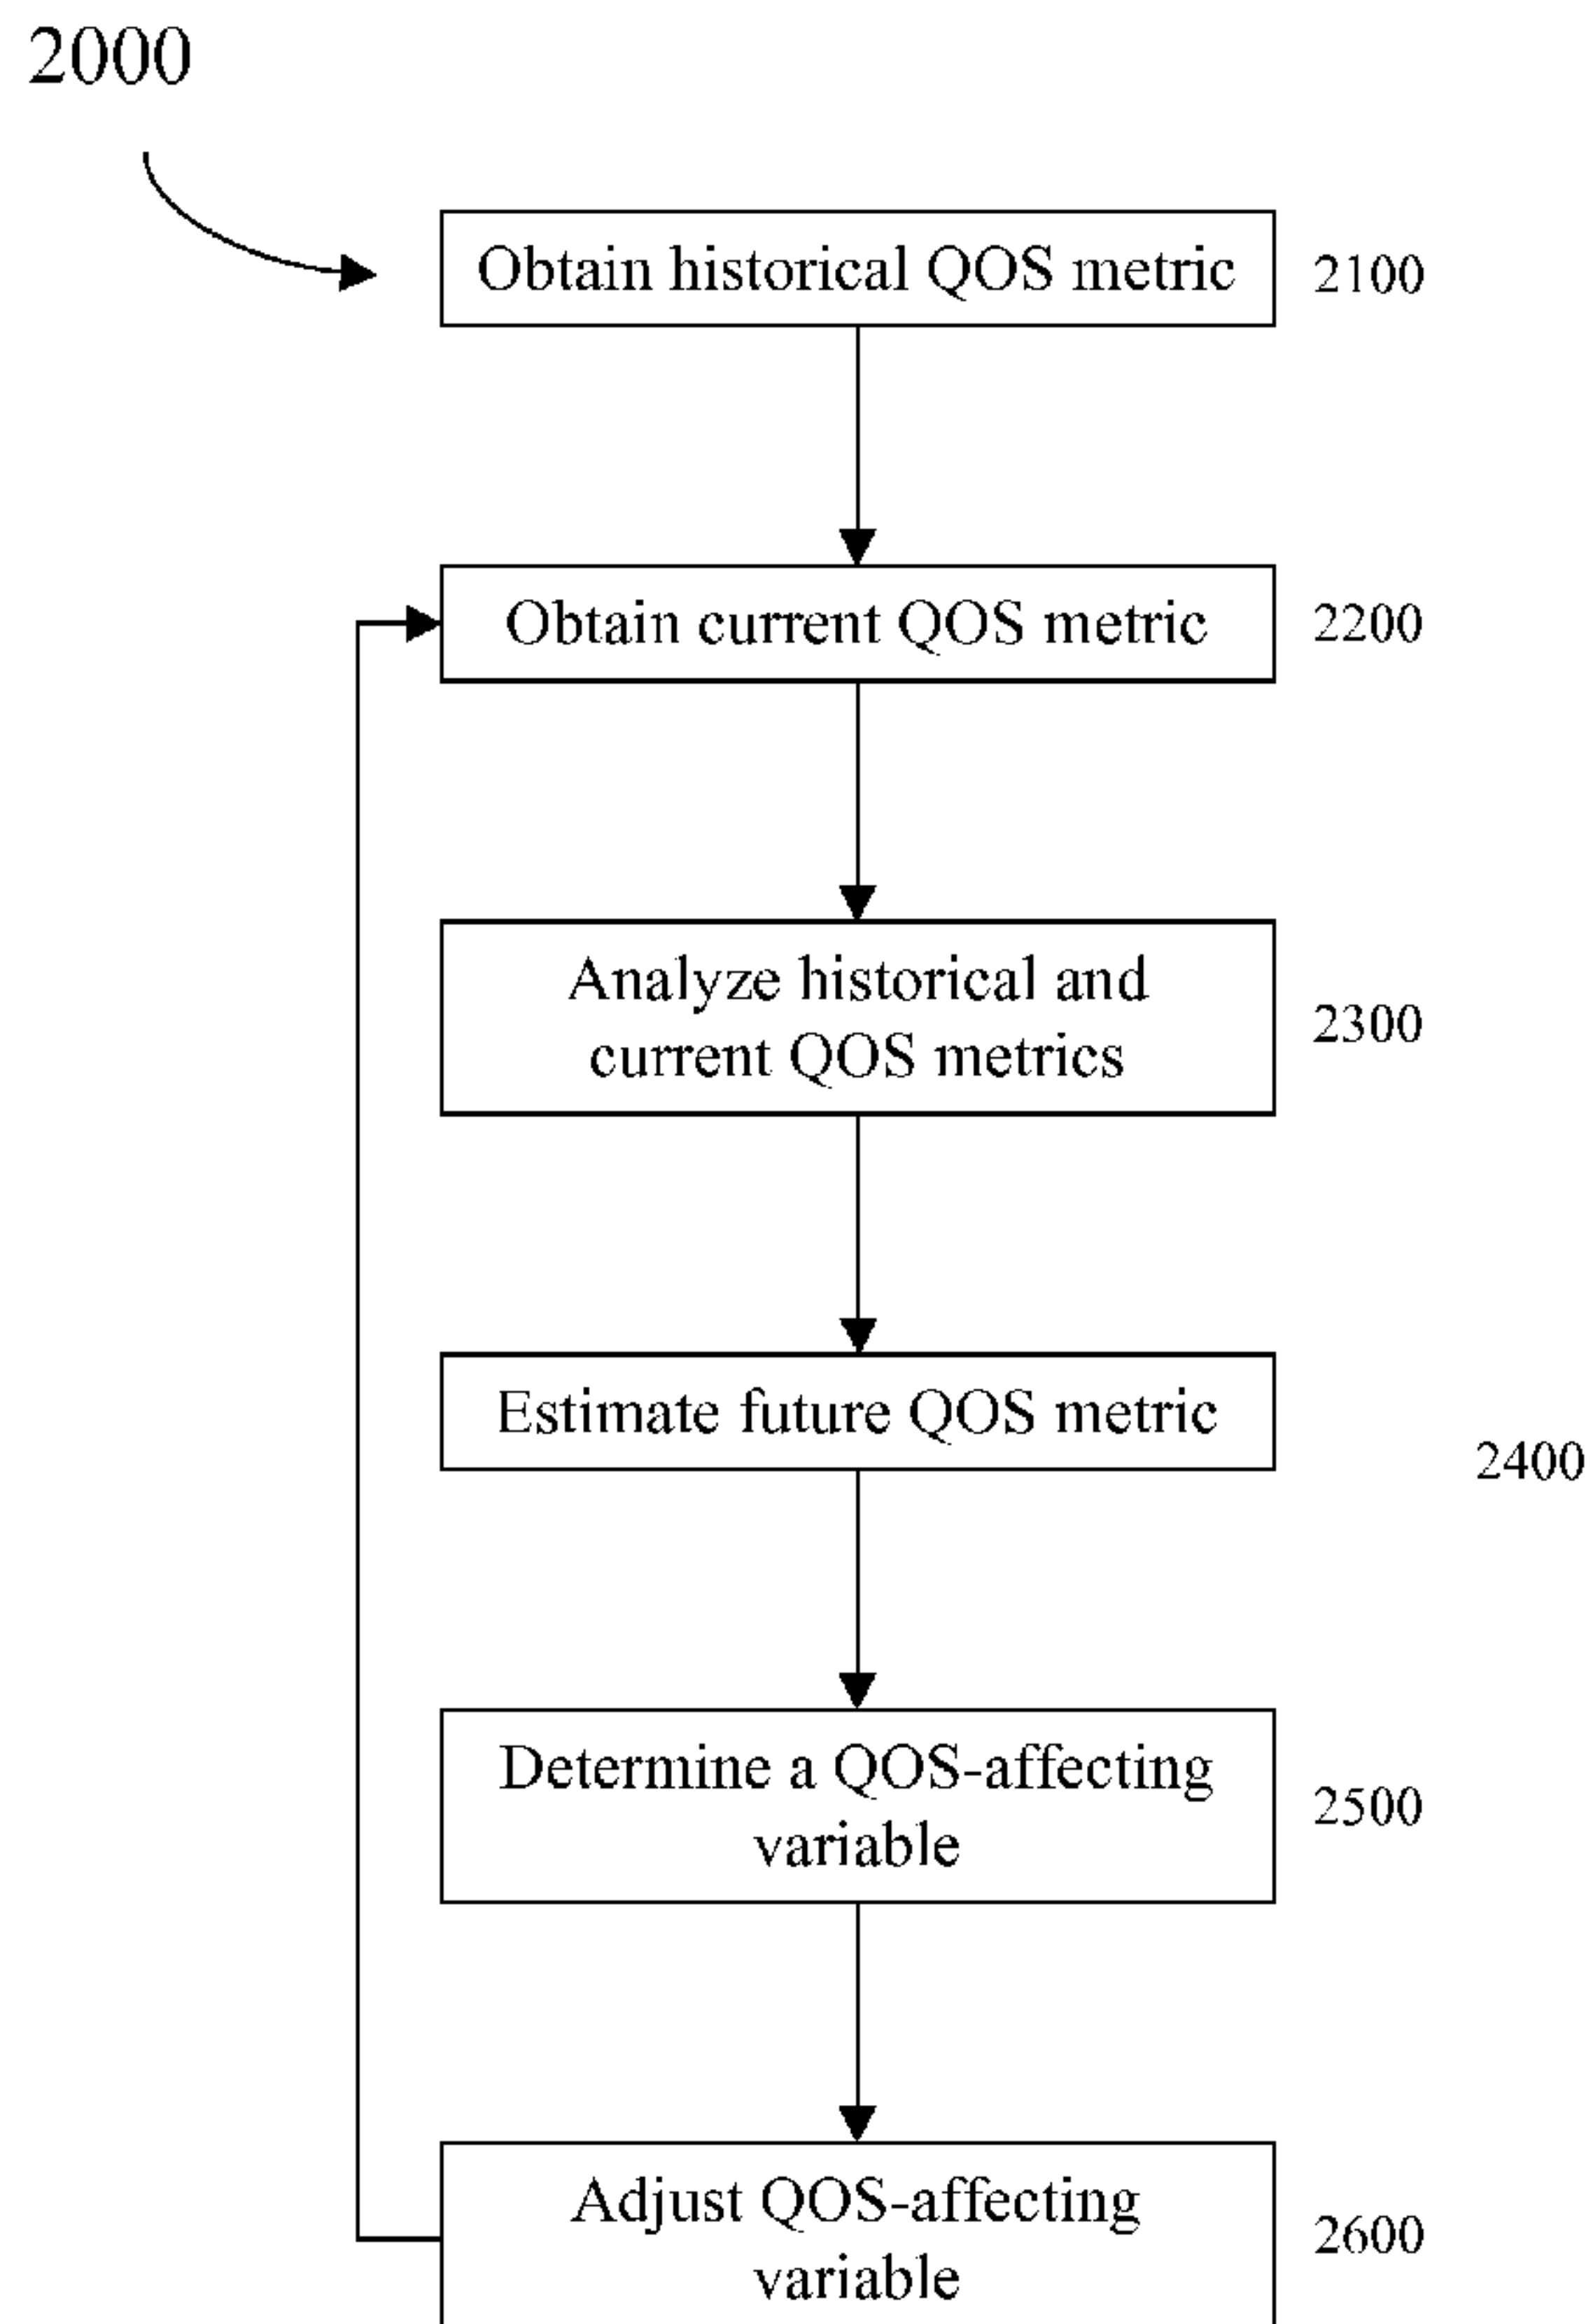 2000
Obtain historical QOS metric
2100
Obtain current QOS metric
2200
Analyze historical and
current QOS metrics
2300
Estimate future QOS metric
2400
Determine a QOS-affecting
variable
2500
Adjust QOS-affecting
variable
2600